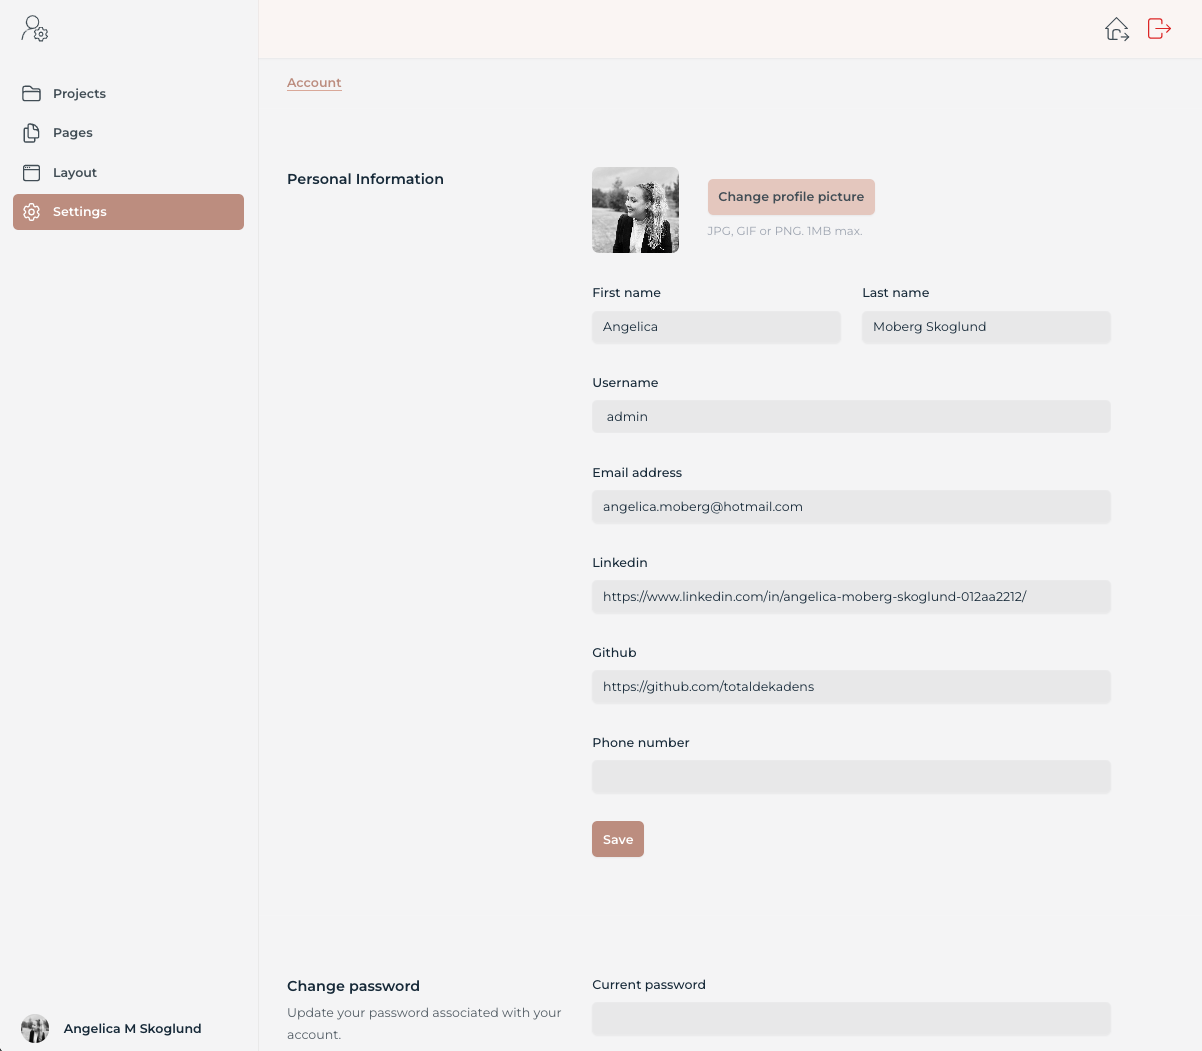 Projects
Pages
Layout
Settings
Account
Personal Information
Change profile picture
JPG, GIF or PNG. 1MB max.
First name
Last name
Angelica
Moberg Skoglund
Username
admin
Email address
angelica.moberg@hotmail.com
Linkedin
https://www.linkedin.com/in/angelica-moberg-skoglund-012aa2212/
Github
https://github.com/totaldekadens
Phone number
Save
Change password
Update your password associated with your
account.
Current password
Angelica M Skoglund